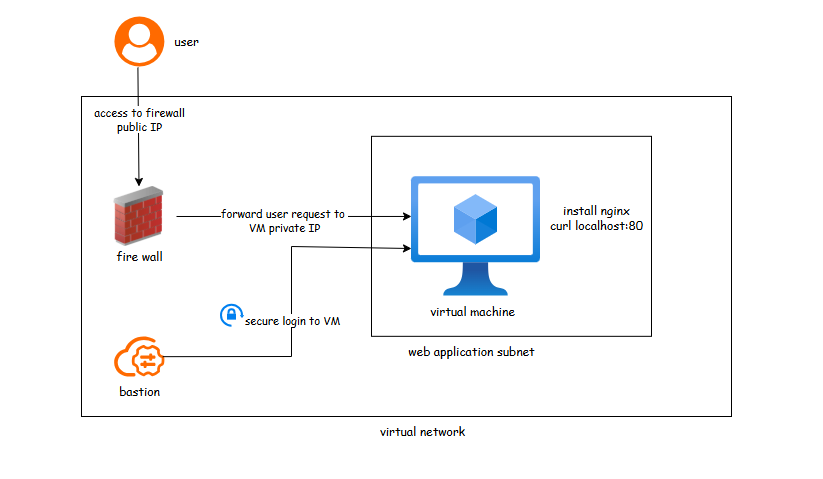 user
access to firewall
public IP
fire wall
forward user request to
VM private IP
install nginx
curl localhost:80
virtual machine
secure login to VM
web application subnet
bastion
virtual network